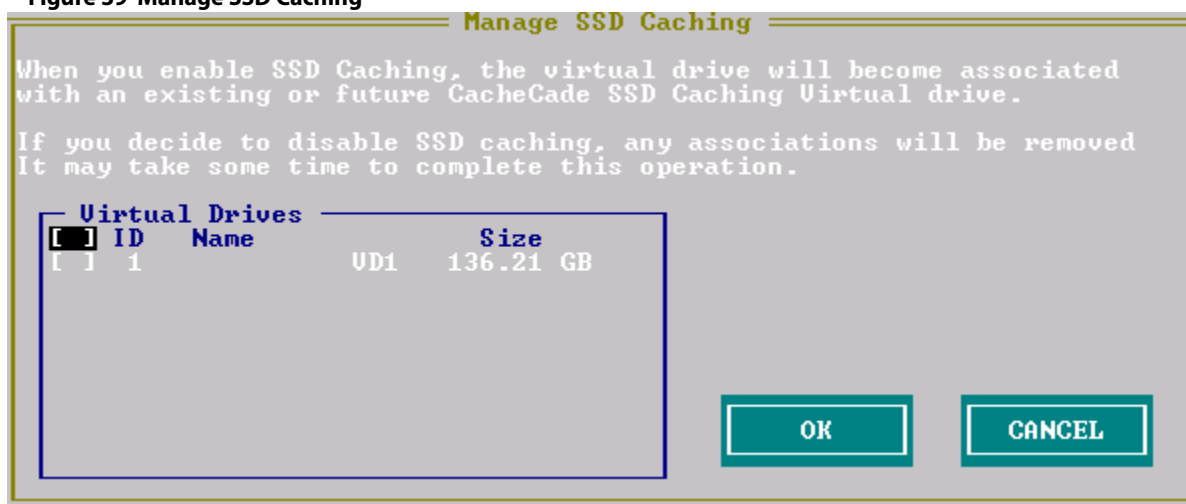 Figure 39 Manage SSD Caching
Manage SSD Caching
When you enable SSD Caching, the virtual drive will become associated
with an existing or future CacheCade SSD Caching Virtual drive.
If you decide to disable SSD caching, any associations will be removed
It may take some time to complete this operation.
Virtual Drives
[ ] ID Name Size
[ ] 1 VD1 136.21 GB
OK CANCEL